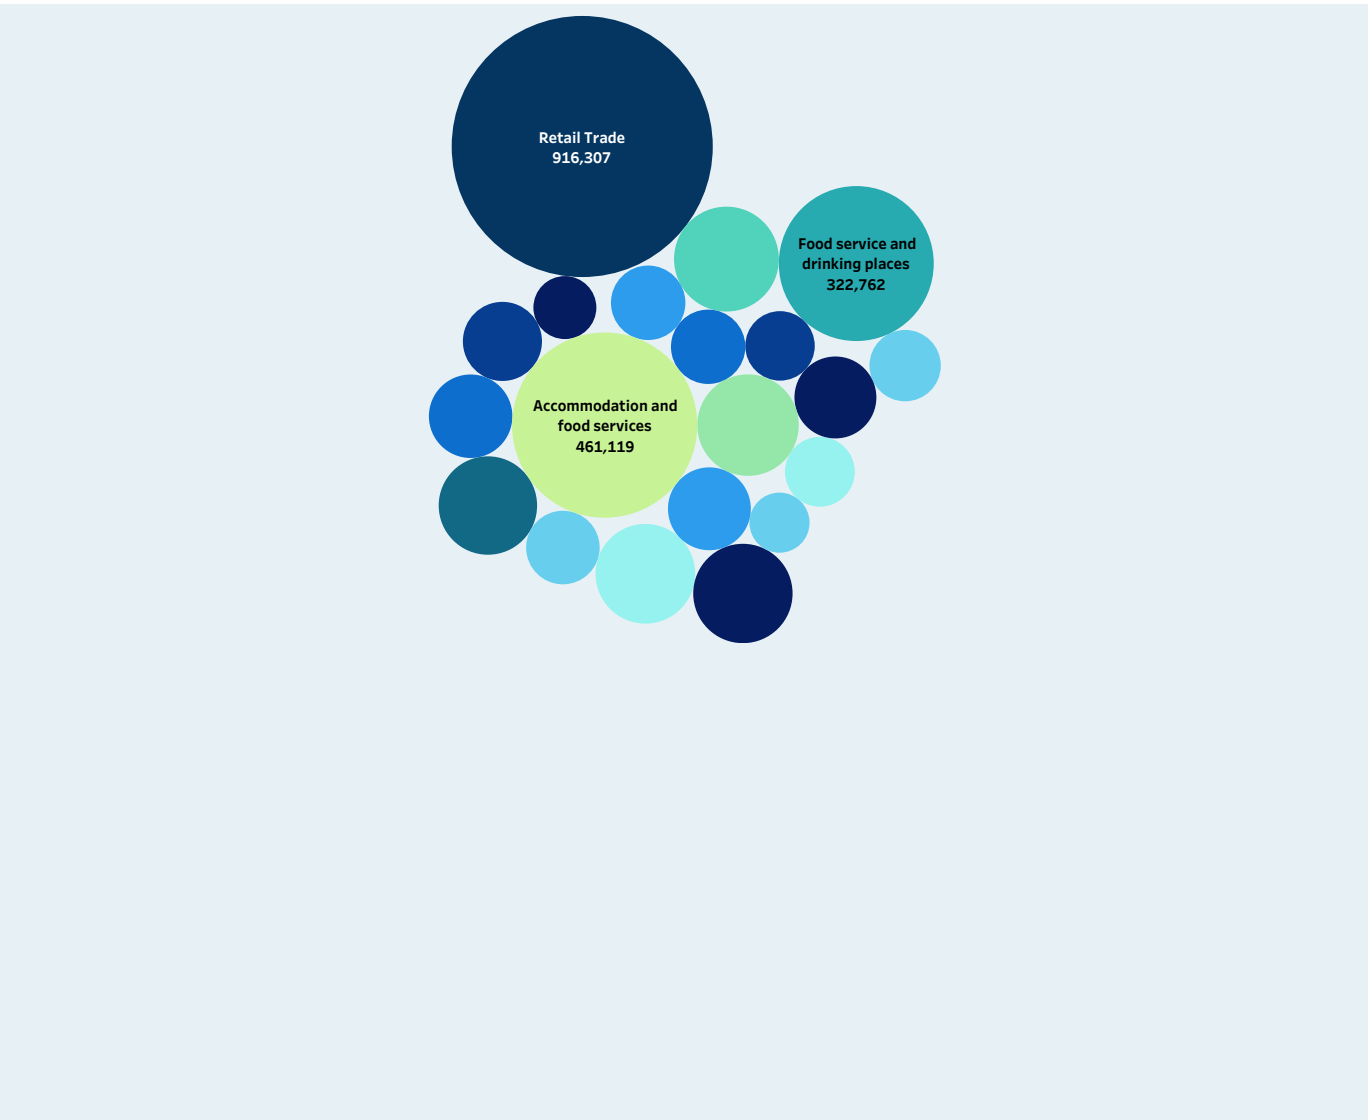 Retail Trade
916,307
Food service and
drinking places
322,762
Accommodation and
food services
461,119